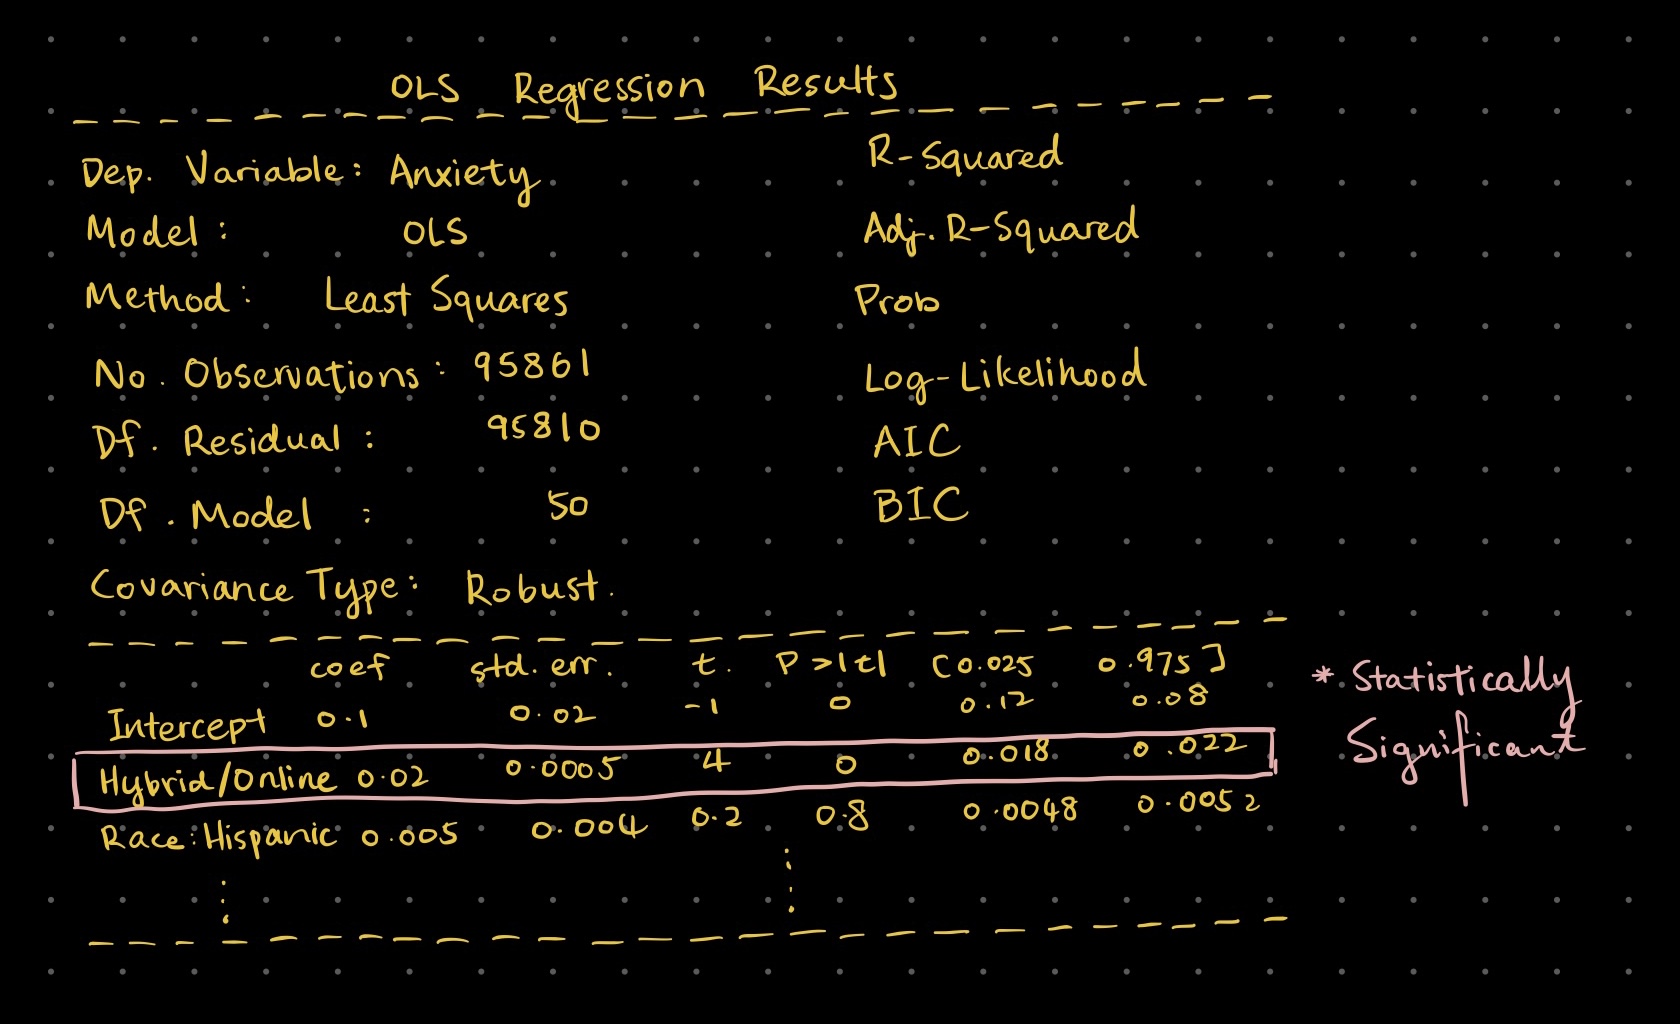 OLS Regression Results
Dep. Variable: Anxiety R-Squared
Model: OLS Adj. R-Squared
Method: Least Squares Prob
No. Observations: 95861 Log-Likelihood
Df. Residual: 95810 AIC
Df. Model: 50 BIC
Covariance Type: Robust.
coef std. err. t. P>|t| [0.025 0.975]
Intercept 0.1 0.02 -1 0 0.12 0.08
Hybrid/Online 0.02 0.0005 4 0 0.018 0.022
Race: Hispanic 0.005 0.004 0.2 0.8 0.0048 0.0052
* Statistically
Significant